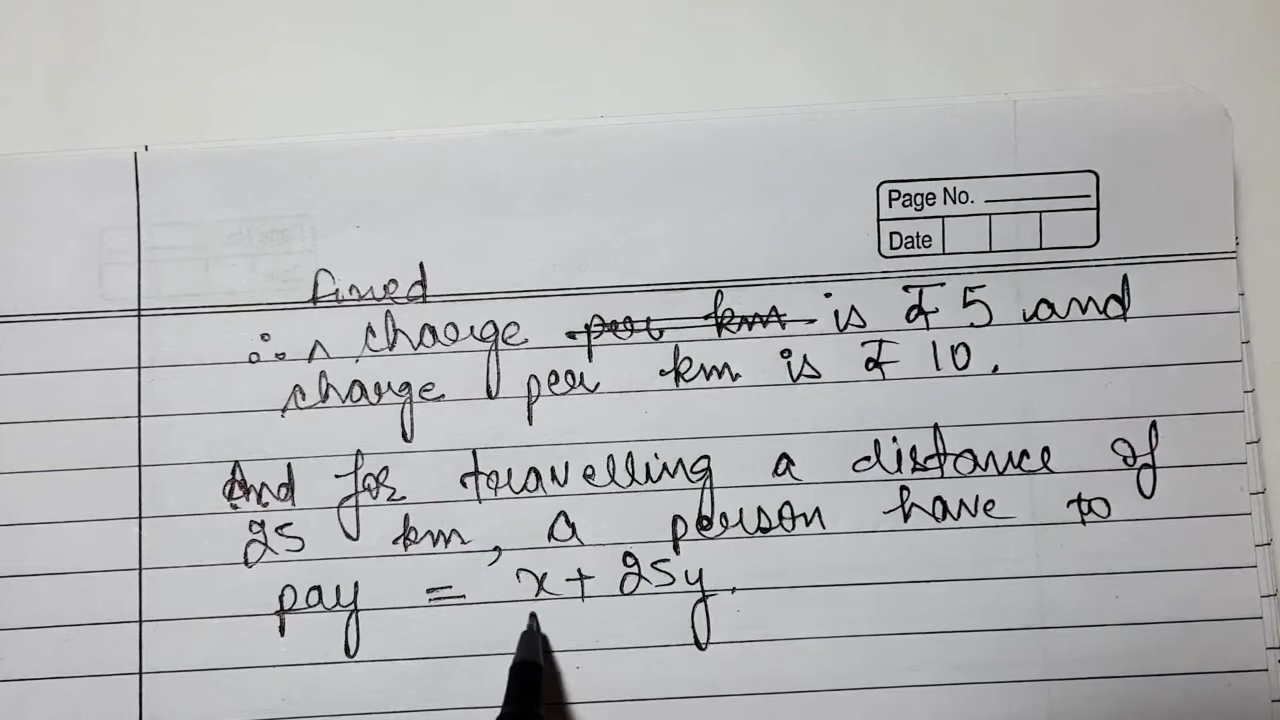 Page No.
Date
fixed
∴ ^ charge ~~per km~~ is ₹ 5 and
charge per km is ₹ 10.
And for travelling a distance of
25 km, a person have to
pay = x + 25y.